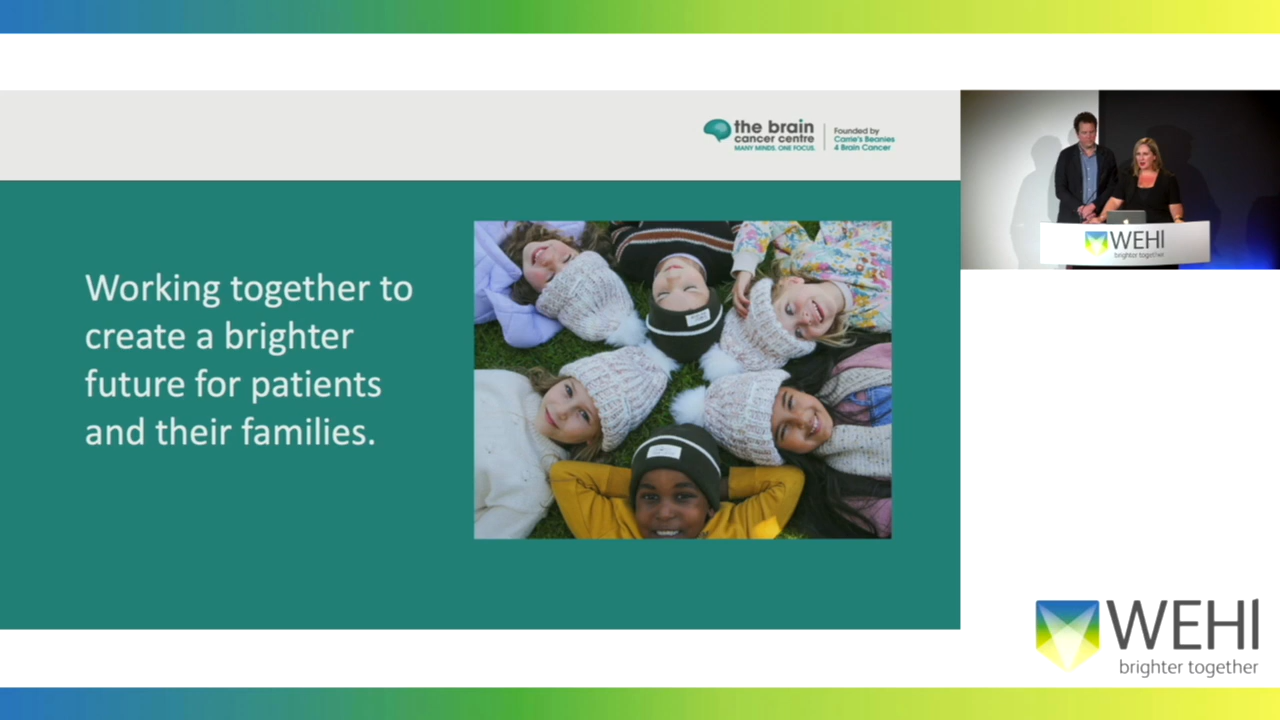 the brain
cancer centre
MANY MINDS. ONE FOCUS.
Founded by
Carrie's Beanies
4 Brain Cancer
Working together to
create a brighter
future for patients
and their families.
WEHI
brighter together
WEHI
brighter together